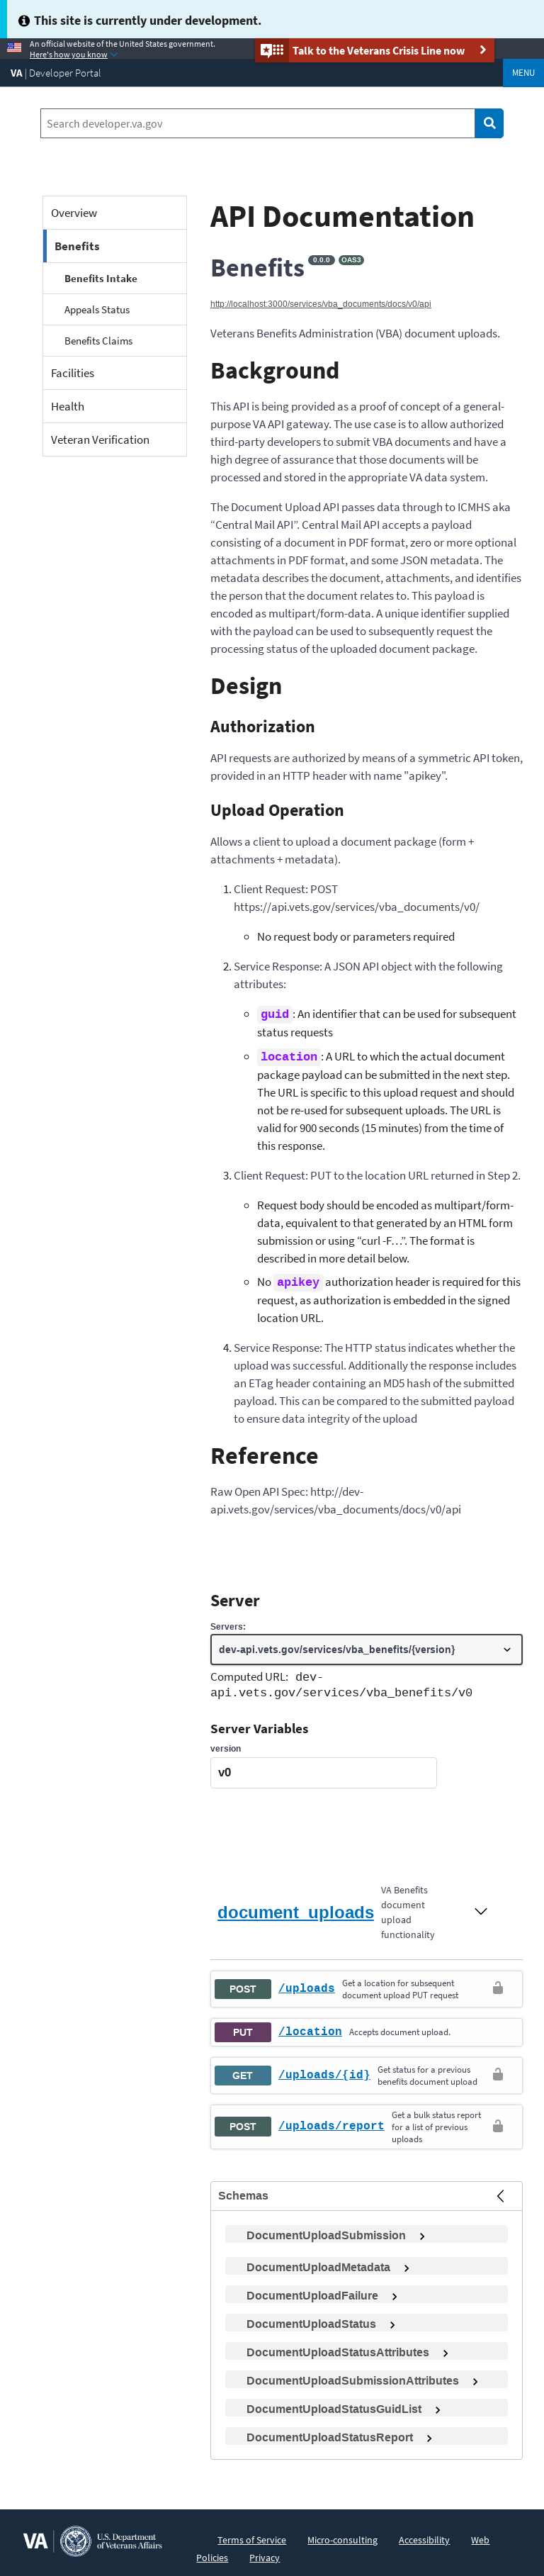 This site is currently under development.
An official website of the United States government.
Here's how you know
Talk to the Veterans Crisis Line now
VA | Developer Portal
MENU
Search developer.va.gov
Overview
Benefits
Benefits Intake
Appeals Status
Benefits Claims
Facilities
Health
Veteran Verification
API Documentation
Benefits 0.0.0 OAS3
http://localhost:3000/services/vba_documents/docs/v0/api
Veterans Benefits Administration (VBA) document uploads.
Background
This API is being provided as a proof of concept of a general-
purpose VA API gateway. The use case is to allow authorized
third-party developers to submit VBA documents and have a
high degree of assurance that those documents will be
processed and stored in the appropriate VA data system.
The Document Upload API passes data through to ICMHS aka
“Central Mail API”. Central Mail API accepts a payload
consisting of a document in PDF format, zero or more optional
attachments in PDF format, and some JSON metadata. The
metadata describes the document, attachments, and identifies
the person that the document relates to. This payload is
encoded as multipart/form-data. A unique identifier supplied
with the payload can be used to subsequently request the
processing status of the uploaded document package.
Design
Authorization
API requests are authorized by means of a symmetric API token,
provided in an HTTP header with name "apikey".
Upload Operation
Allows a client to upload a document package (form +
attachments + metadata).
1. Client Request: POST
https://api.vets.gov/services/vba_documents/v0/
No request body or parameters required
2. Service Response: A JSON API object with the following
attributes:
guid : An identifier that can be used for subsequent
status requests
location : A URL to which the actual document
package payload can be submitted in the next step.
The URL is specific to this upload request and should
not be re-used for subsequent uploads. The URL is
valid for 900 seconds (15 minutes) from the time of
this response.
3. Client Request: PUT to the location URL returned in Step 2.
Request body should be encoded as multipart/form-
data, equivalent to that generated by an HTML form
submission or using “curl -F…”. The format is
described in more detail below.
No apikey authorization header is required for this
request, as authorization is embedded in the signed
location URL.
4. Service Response: The HTTP status indicates whether the
upload was successful. Additionally the response includes
an ETag header containing an MD5 hash of the submitted
payload. This can be compared to the submitted payload
to ensure data integrity of the upload
Reference
Raw Open API Spec: http://dev-
api.vets.gov/services/vba_documents/docs/v0/api
Server
Servers:
dev-api.vets.gov/services/vba_benefits/{version}
Computed URL: dev-
api.vets.gov/services/vba_benefits/v0
Server Variables
version
v0
document_uploads
VA Benefits
document
upload
functionality
POST /uploads Get a location for subsequent
document upload PUT request
PUT /location Accepts document upload.
GET /uploads/{id} Get status for a previous
benefits document upload
POST /uploads/report Get a bulk status report
for a list of previous
uploads
Schemas
DocumentUploadSubmission
DocumentUploadMetadata
DocumentUploadFailure
DocumentUploadStatus
DocumentUploadStatusAttributes
DocumentUploadSubmissionAttributes
DocumentUploadStatusGuidList
DocumentUploadStatusReport
VA
U.S. Department
of Veterans Affairs
Terms of Service Micro-consulting Accessibility Web
Policies Privacy